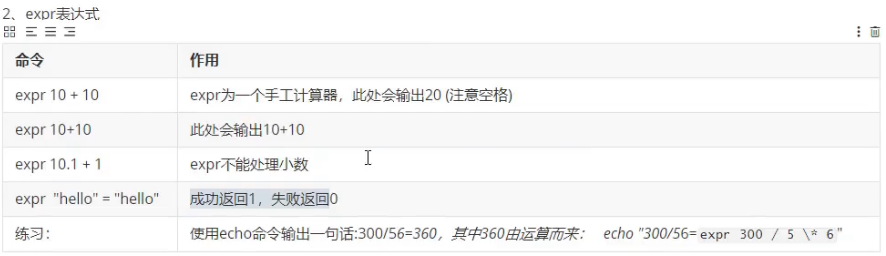 2、expr表达式
命令 作用
expr 10 + 10 expr为一个手工计算器，此处会输出20 (注意空格)
expr 10+10 此处会输出10+10
expr 10.1 + 1 expr不能处理小数
expr "hello" = "hello" 成功返回1，失败返回0
练习： 使用echo命令输出一句话:300/56=360，其中360由运算而来： echo "300/56=expr 300 / 5 \* 6"